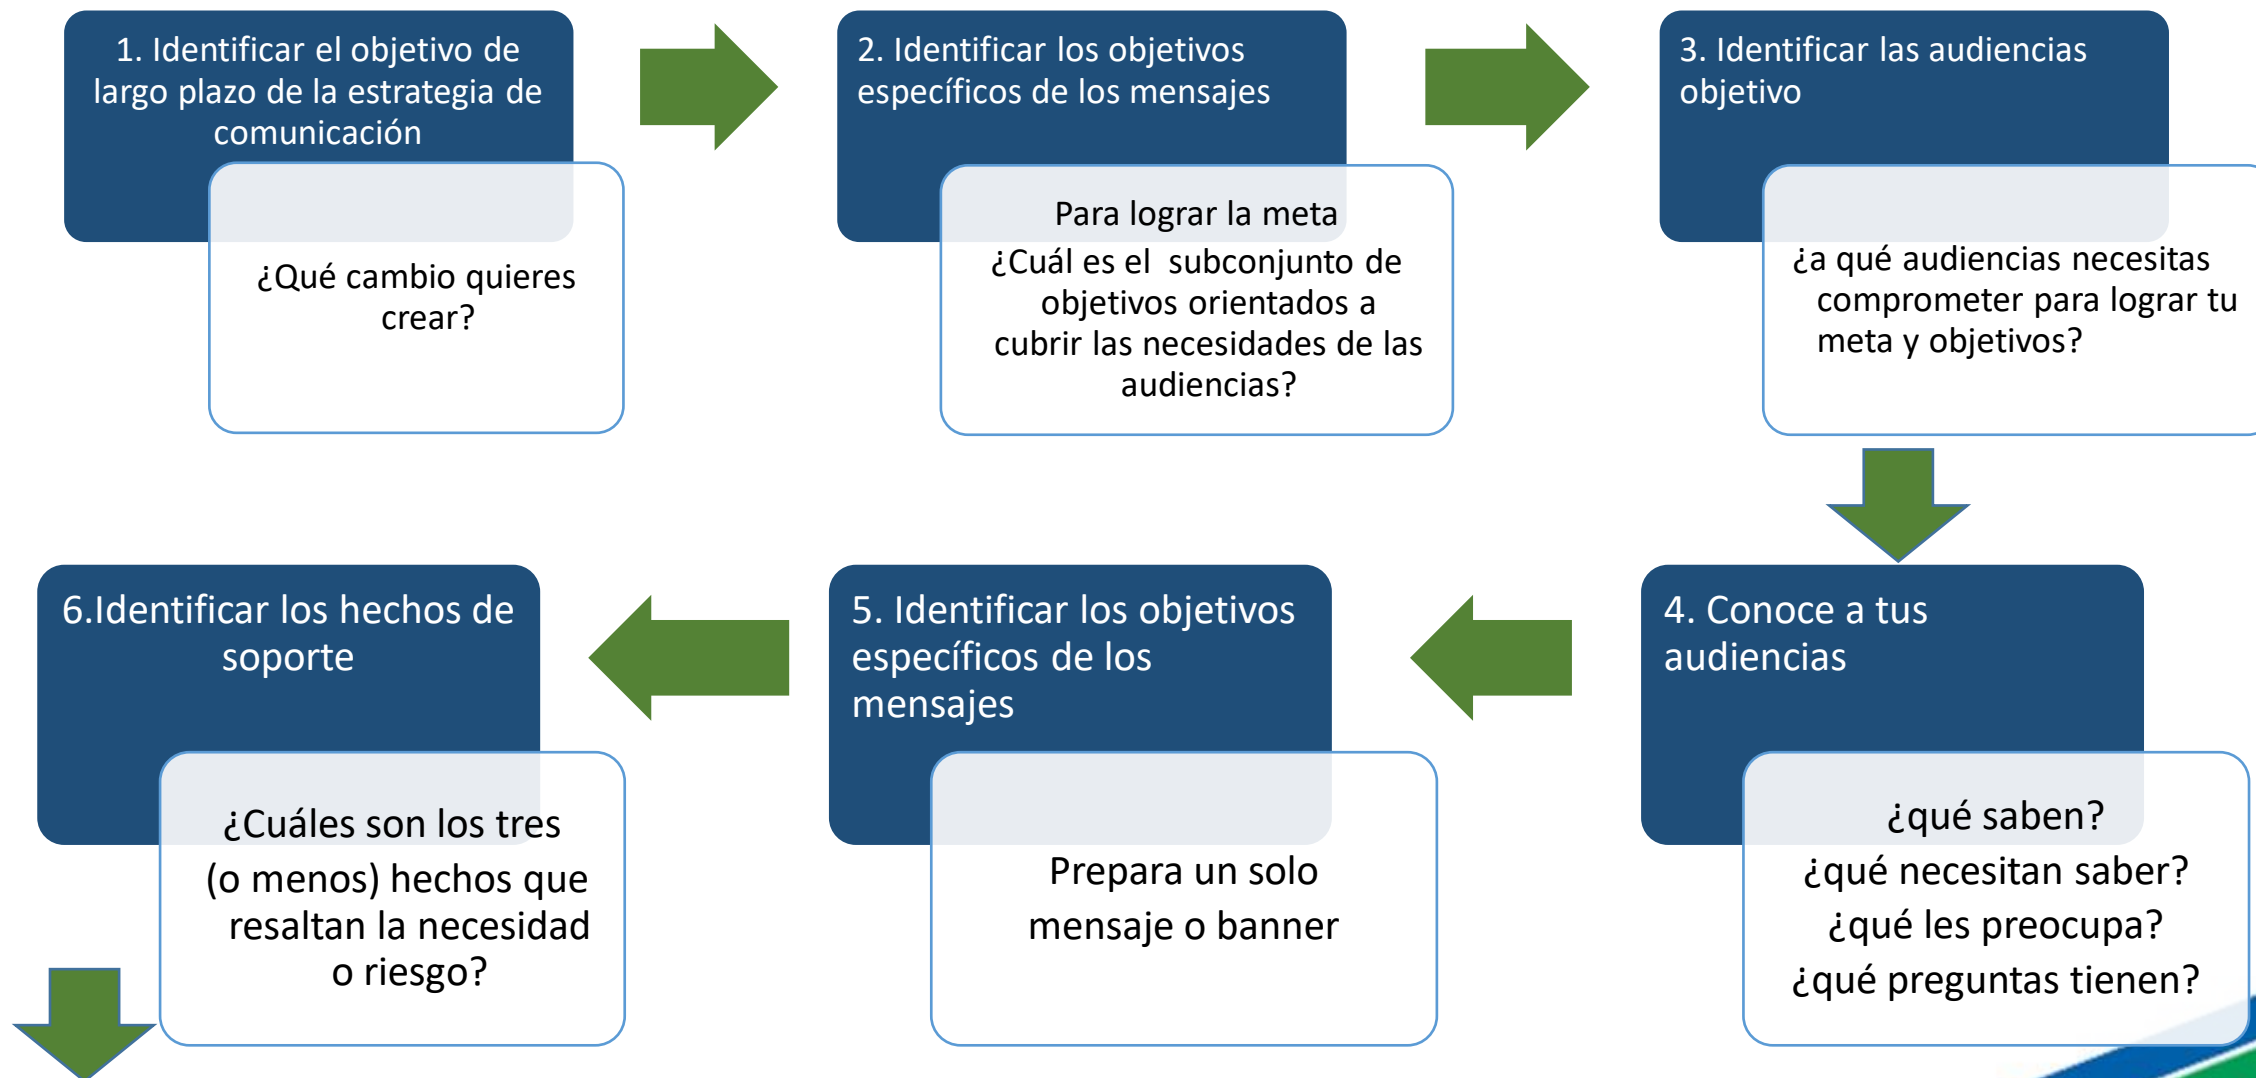 1. Identificar el objetivo de
largo plazo de la estrategia de
comunicación
¿Qué cambio quieres
crear?
2. Identificar los objetivos
específicos de los mensajes
Para lograr la meta
¿Cuál es el subconjunto de
objetivos orientados a
cubrir las necesidades de las
audiencias?
3. Identificar las audiencias
objetivo
¿a qué audiencias necesitas
comprometer para lograr tu
meta y objetivos?
4. Conoce a tus
audiencias
¿qué saben?
¿qué necesitan saber?
¿qué les preocupa?
¿qué preguntas tienen?
5. Identificar los objetivos
específicos de los
mensajes
Prepara un solo
mensaje o banner
6.Identificar los hechos de
soporte
¿Cuáles son los tres
(o menos) hechos que
resaltan la necesidad
o riesgo?